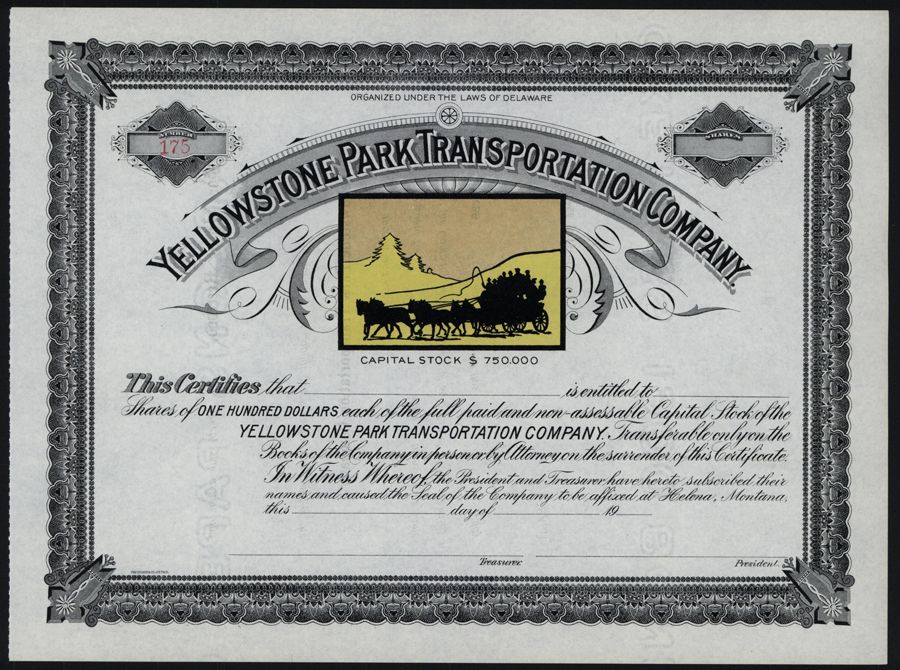 ORGANIZED UNDER THE LAWS OF DELAWARE
NUMBER
175
SHARES
YELLOWSTONE PARK TRANSPORTATION COMPANY.
CAPITAL STOCK $ 750.000
This Certifies that is entitled to
Shares of ONE HUNDRED DOLLARS each of the full paid and non-assessable Capital Stock of the
YELLOWSTONE PARK TRANSPORTATION COMPANY. Transferable only on the
Books of the Company in person or by Attorney on the surrender of this Certificate.
In Witness Whereof, the President and Treasurer have hereto subscribed their
names and caused the Seal of the Company to be affixed at Helena, Montana,
this day of 19
Treasurer.
President.